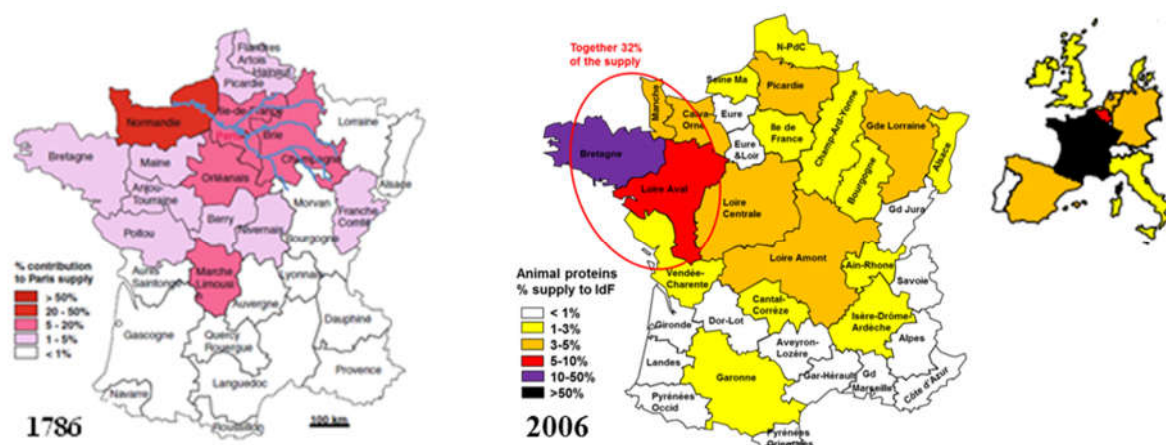 Flandres
Artois
Hainaut
Picardie
Normandie
Ile-de-France
Paris
Brie
Lorraine
Champagne
Alsace
Bretagne
Maine
Orléanais
Anjou-
Touraine
Morvan
Franche
Comté
Berry
Nivernais
Bourgogne
Poitou
% contribution
to Paris supply
> 50%
20 - 50%
5 - 20%
1 - 5%
< 1%
Aunis
Saintonge
Marche
Limousi
Lyonnais
Auvergne
Dauphiné
Gascogne
Quercy
Rouergue
Provence
Languedoc
Navarre
Roussillon
100 km
1786
Together 32%
of the supply
N-PdC
Seine Ma
Picardie
Manche
Calva-
Orne
Eure
Eure
&Loir
Ile de
France
Champ-Ard-Yonne
Gde Lorraine
Alsace
Bretagne
Loire Aval
Loire
Centrale
Bourgogne
Gd Jura
Loire Amont
Vendée-
Charente
Ain-Rhone
Savoie
Cantal-
Corrèze
Isère-Drôme-
Ardèche
Gironde
Dor-Lot
Aveyron-
Lozère
Alpes
Landes
Garonne
Gar-Hérault
Gd
Marseille
Côte d'Azur
Pyrénées
Occid
Pyrénées
Animal proteins
% supply to IdF
< 1%
1-3%
3-5%
5-10%
10-50%
>50%
2006